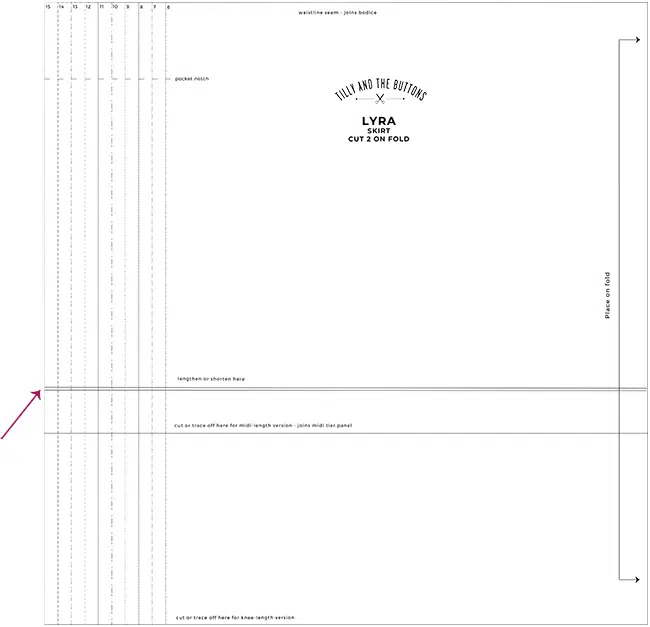 15 14 13 12 11 10 9 8 7 6
waistline seam - joins bodice
pocket notch
TILLY AND THE BUTTONS
LYRA
SKIRT
CUT 2 ON FOLD
Place on fold
lengthen or shorten here
cut or trace off here for midi-length version - joins midi tier panel
cut or trace off here for knee-length version